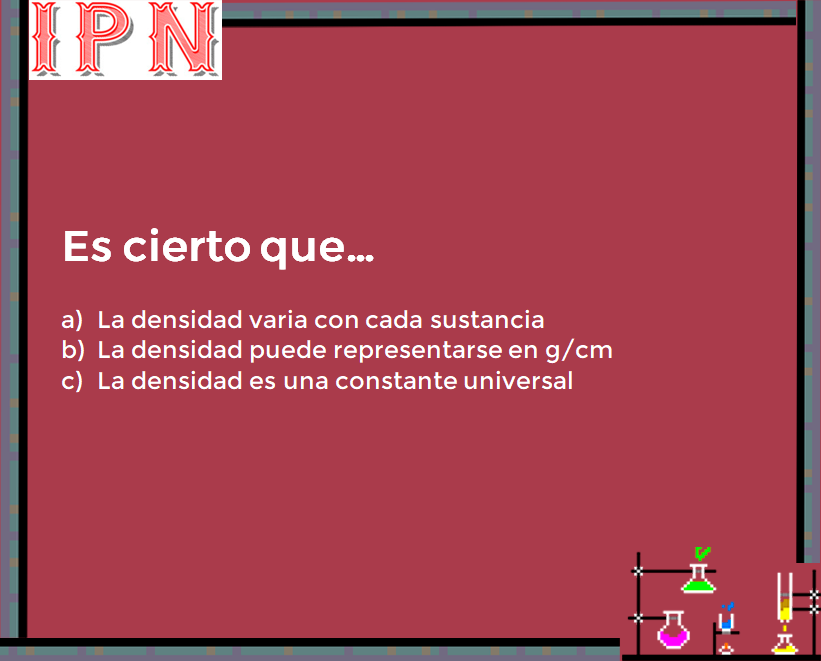 IPN
Es cierto que...
a) La densidad varia con cada sustancia
b) La densidad puede representarse en g/cm
c) La densidad es una constante universal